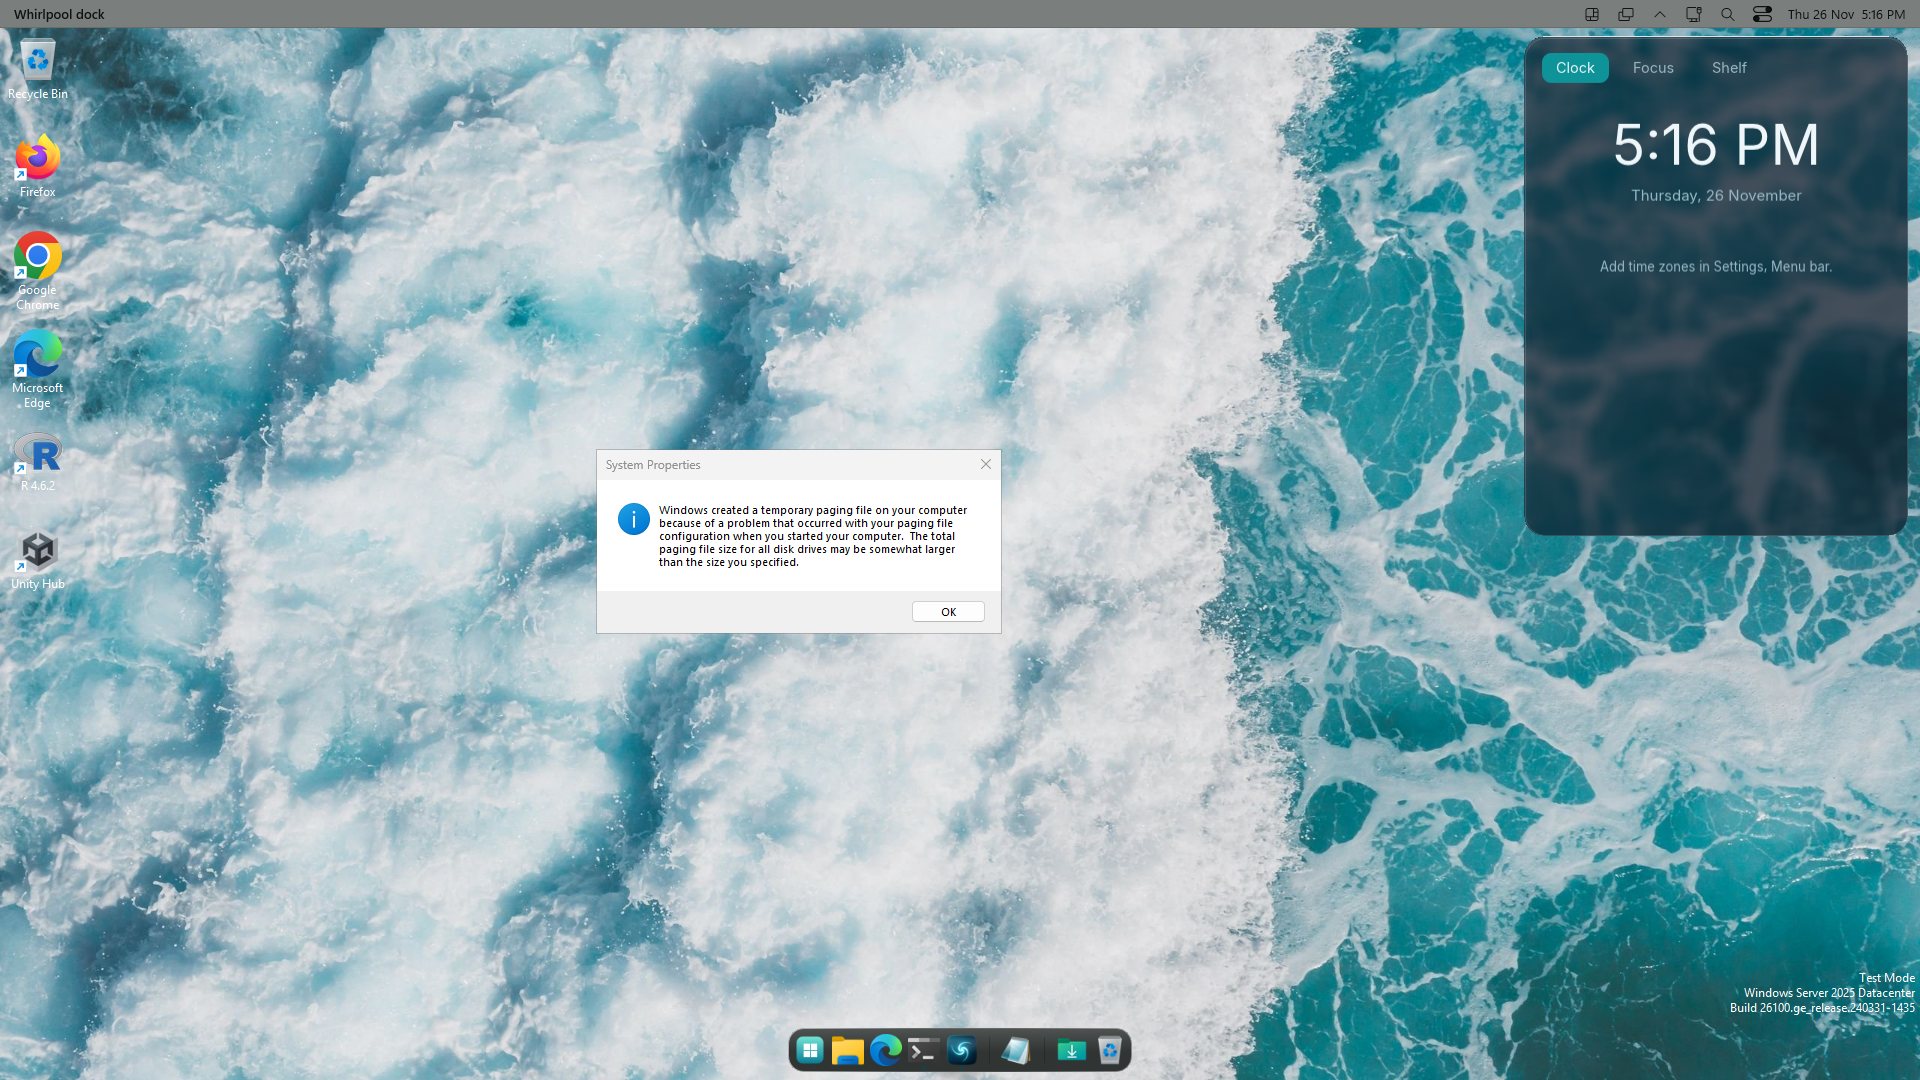 Whirlpool dock
Thu 26 Nov 5:16 PM
Recycle Bin
Firefox
Google
Chrome
Microsoft
Edge
R 4.6.2
Unity Hub
Clock Focus Shelf
5:16 PM
Thursday, 26 November
Add time zones in Settings, Menu bar.
System Properties
Windows created a temporary paging file on your computer
because of a problem that occurred with your paging file
configuration when you started your computer.  The total
paging file size for all disk drives may be somewhat larger
than the size you specified.
OK
Test Mode
Windows Server 2025 Datacenter
Build 26100.ge_release.240331-1435